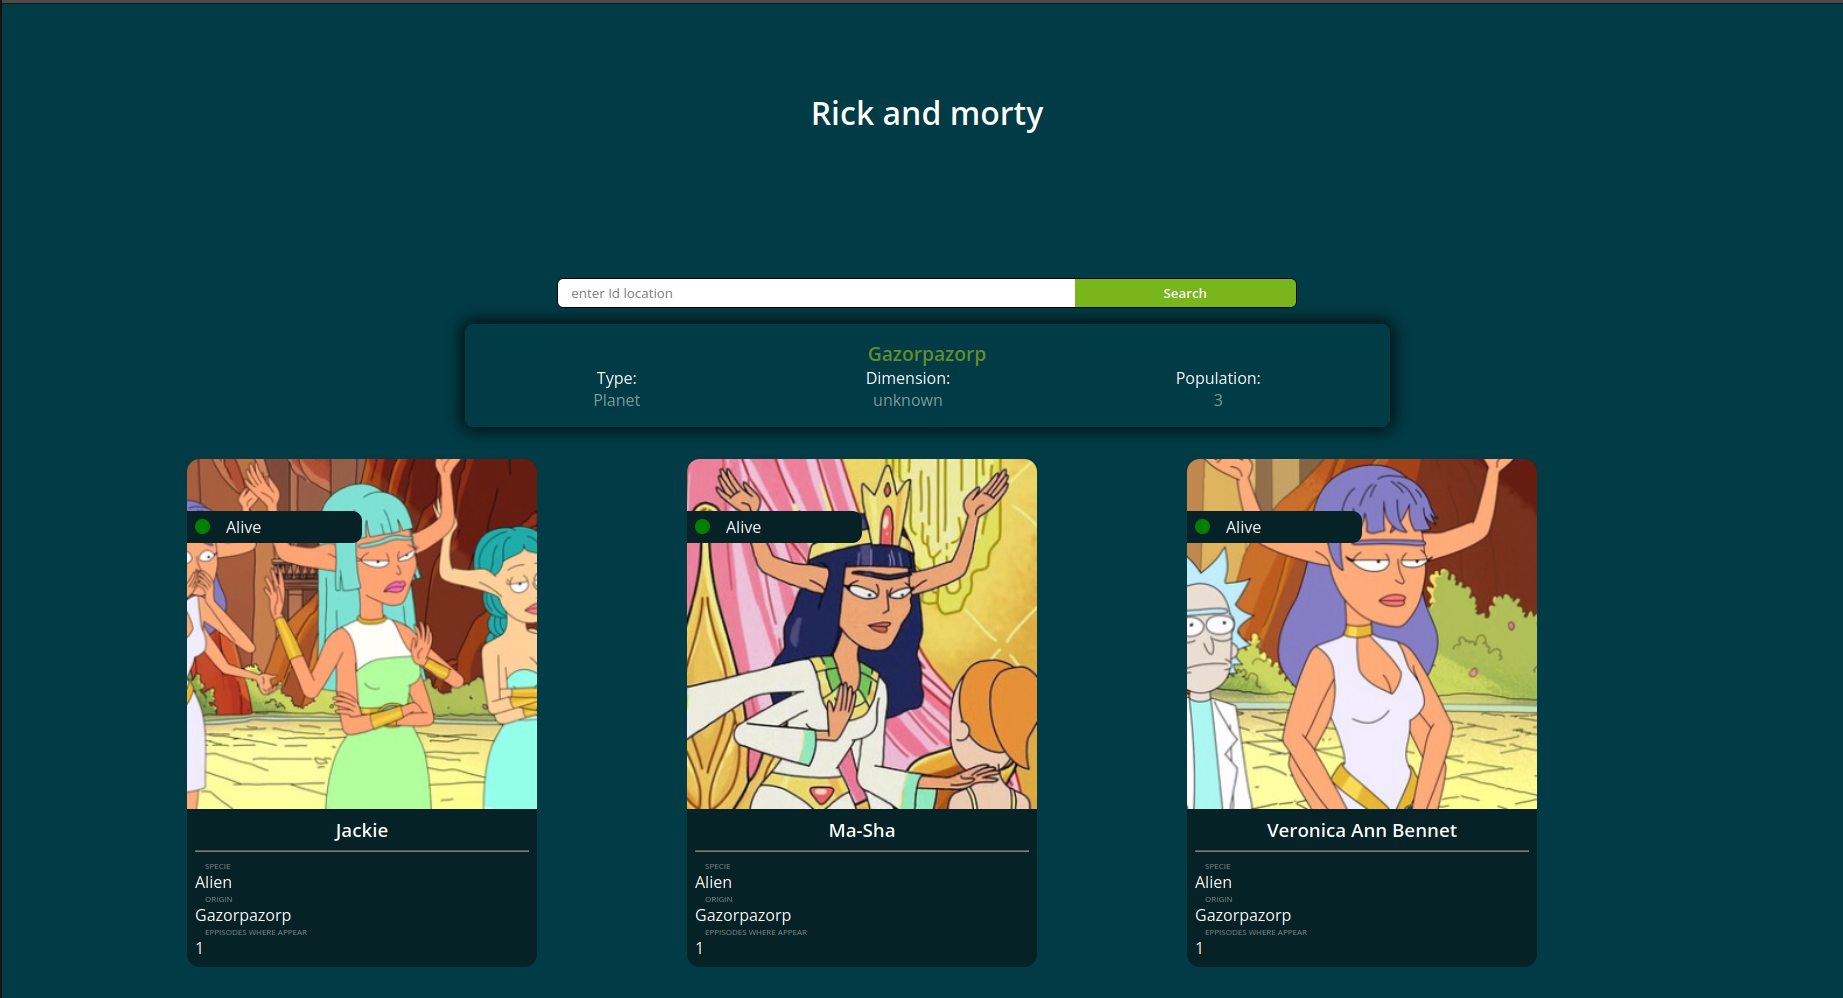 Rick and morty
enter Id location
Search
Gazorpazorp
Type:
Planet
Dimension:
unknown
Population:
3
Alive
Jackie
SPECIE
Alien
ORIGIN
Gazorpazorp
EPPISODES WHERE APPEAR
1
Alive
Ma-Sha
SPECIE
Alien
ORIGIN
Gazorpazorp
EPPISODES WHERE APPEAR
1
Alive
Veronica Ann Bennet
SPECIE
Alien
ORIGIN
Gazorpazorp
EPPISODES WHERE APPEAR
1